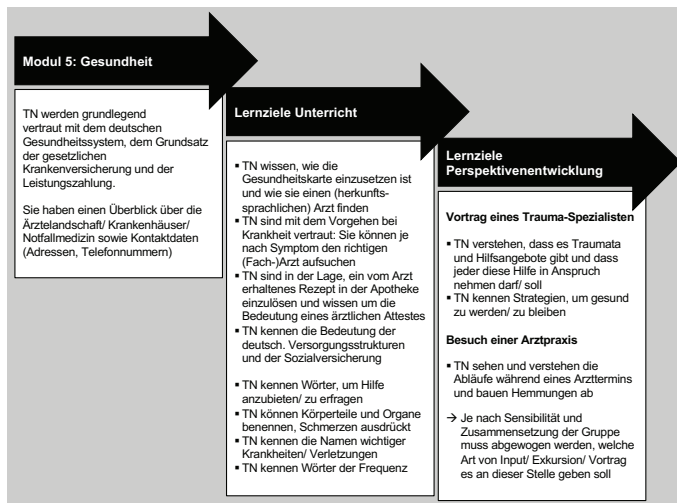 Modul 5: Gesundheit
TN werden grundlegend
vertraut mit dem deutschen
Gesundheitssystem, dem Grundsatz
der gesetzlichen
Krankenversicherung und der
Leistungszahlung.
Sie haben einen Überblick über die
Ärztelandschaft/ Krankenhäuser/
Notfallmedizin sowie Kontaktdaten
(Adressen, Telefonnummern)
Lernziele Unterricht
▪ TN wissen, wie die
Gesundheitskarte einzusetzen ist
und wie sie einen (herkunfts-
sprachlichen) Arzt finden
▪ TN sind mit dem Vorgehen bei
Krankheit vertraut: Sie können je
nach Symptom den richtigen
(Fach-)Arzt aufsuchen
▪ TN sind in der Lage, ein vom Arzt
erhaltenes Rezept in der Apotheke
einzulösen und wissen um die
Bedeutung eines ärztlichen Attestes
▪ TN kennen die Bedeutung der
deutsch. Versorgungsstrukturen
und der Sozialversicherung
▪ TN kennen Wörter, um Hilfe
anzubieten/ zu erfragen
▪ TN können Körperteile und Organe
benennen, Schmerzen ausdrückt
▪ TN kennen die Namen wichtiger
Krankheiten/ Verletzungen
▪ TN kennen Wörter der Frequenz
Lernziele
Perspektivenentwicklung
Vortrag eines Trauma-Spezialisten
▪ TN verstehen, dass es Traumata
und Hilfsangebote gibt und dass
jeder diese Hilfe in Anspruch
nehmen darf/ soll
▪ TN kennen Strategien, um gesund
zu werden/ zu bleiben
Besuch einer Arztpraxis
▪ TN sehen und verstehen die
Abläufe während eines Arzttermins
und bauen Hemmungen ab
→ Je nach Sensibilität und
Zusammensetzung der Gruppe
muss abgewogen werden, welche
Art von Input/ Exkursion/ Vortrag
es an dieser Stelle geben soll